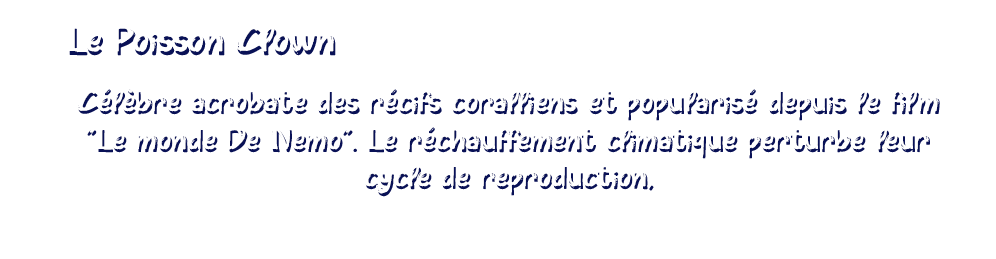 Le Poisson Clown
Célèbre acrobate des récifs coralliens et popularisé depuis le film
"Le monde De Nemo". Le réchauffement climatique perturbe leur
cycle de reproduction,